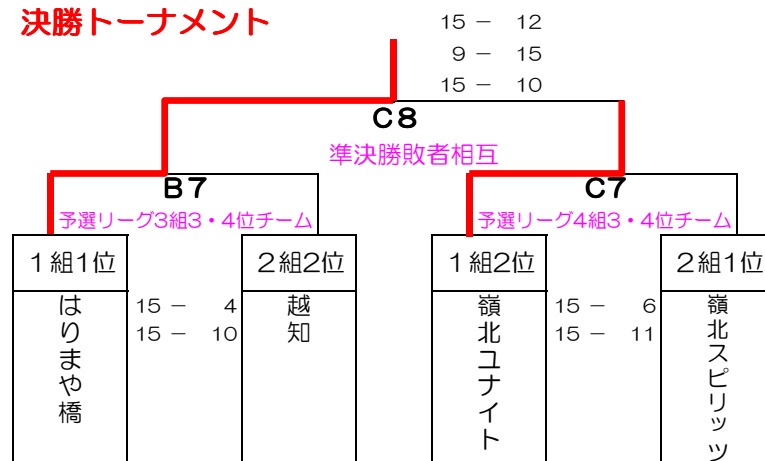 決勝トーナメント
15 － 12
9 － 15
15 － 10
C8
準決勝敗者相互
B7
C7
予選リーグ3組3・4位チーム
予選リーグ4組3・4位チーム
1組1位
2組2位
1組2位
2組1位
はりまや橋
15 － 4
15 － 10
越知
嶺北ユナイト
15 － 6
15 － 11
嶺北スピリッツ